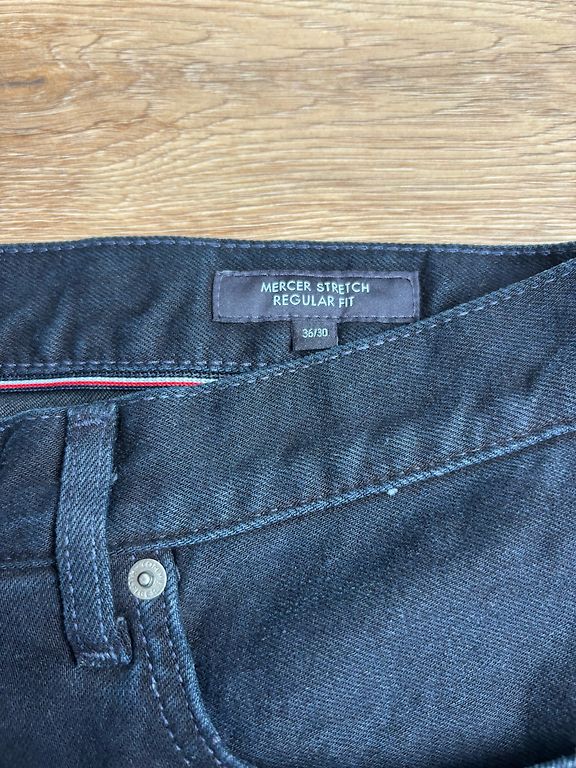 MERCER STRETCH
REGULAR FIT
36/30